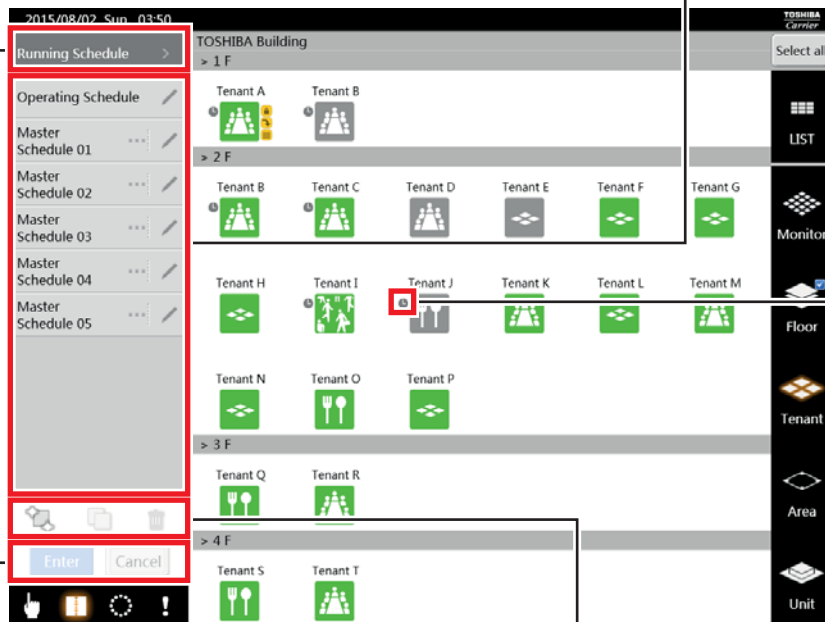 2015/08/02 Sun 03:50
TOSHIBA
Carrier
Running Schedule >
TOSHIBA Building
Select all
> 1 F
Operating Schedule
Tenant A Tenant B
LIST
Master
Schedule 01
> 2 F
Master
Schedule 02
Tenant B Tenant C Tenant D Tenant E Tenant F Tenant G
Master
Schedule 03
Monitor
Master
Schedule 04
Tenant H Tenant I Tenant J Tenant K Tenant L Tenant M
Master
Schedule 05
Floor
Tenant N Tenant O Tenant P
Tenant
> 3 F
Tenant Q Tenant R
Area
> 4 F
Enter Cancel
Tenant S Tenant T
Unit